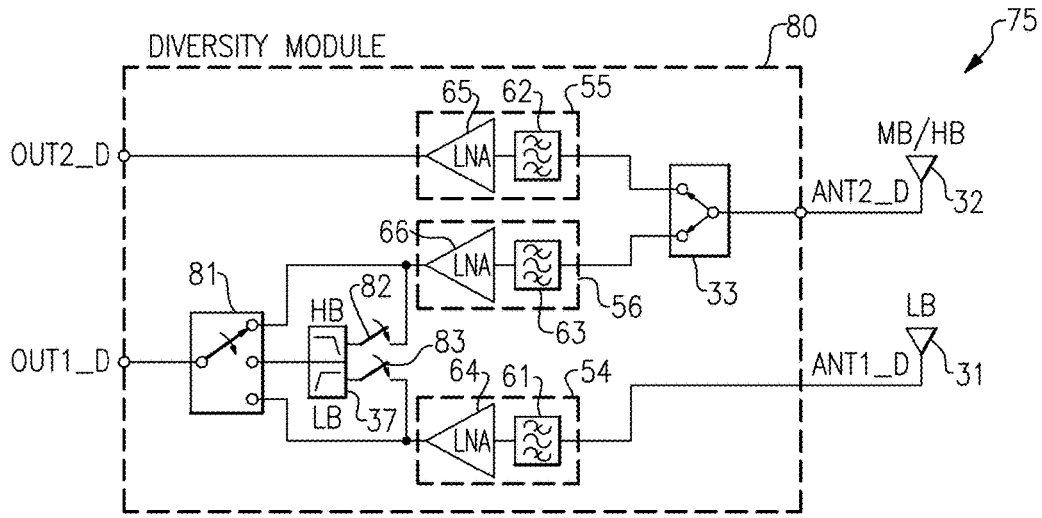 75
80
DIVERSITY MODULE
65
62
55
MB/HB
OUT2_D
LNA
ANT2_D
32
66
LNA
33
56
63
81
82
HB
83
LB
OUT1_D
64
61
54
ANT1_D
31
LB
37
LNA